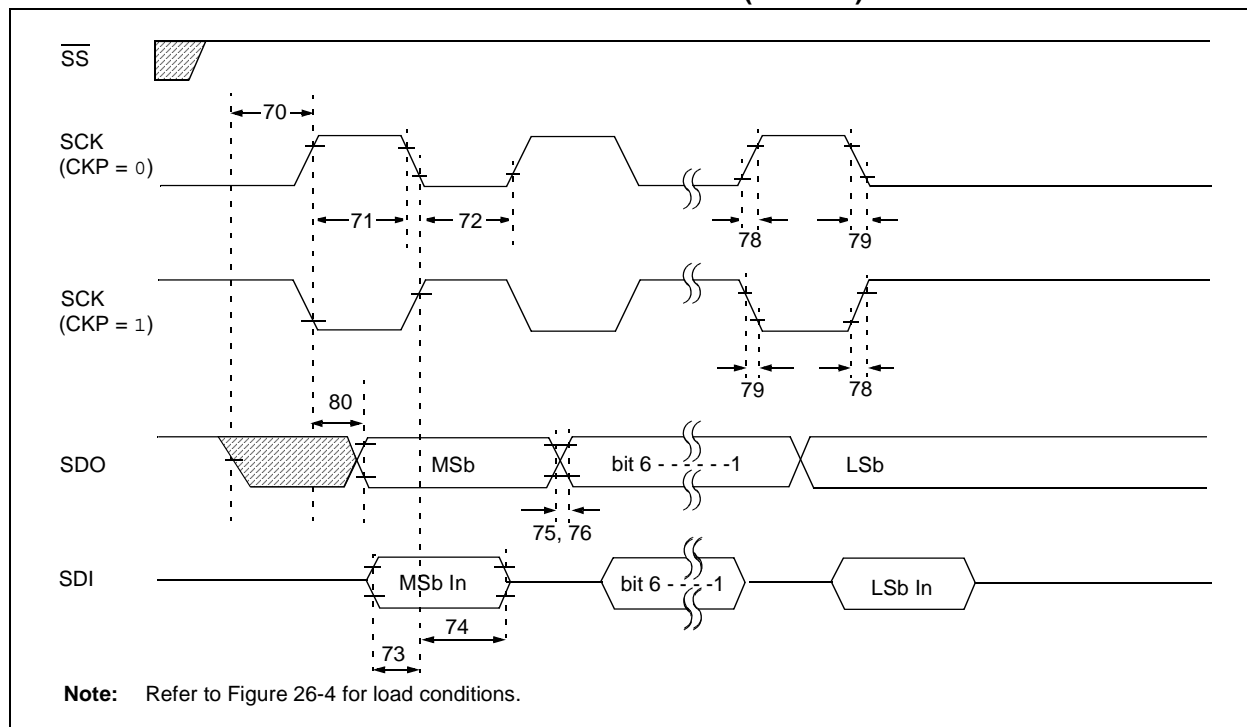 SS
70
SCK
(CKP = 0)
71
72
78
79
SCK
(CKP = 1)
79
78
80
SDO
MSb
bit 6 - - - - - -1
LSb
75, 76
SDI
MSb In
bit 6 - - - - -1
LSb In
74
73
Note: Refer to Figure 26-4 for load conditions.